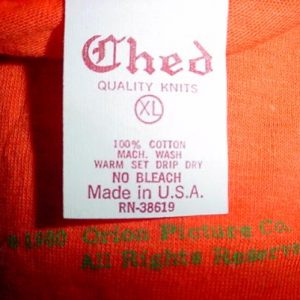 Ched
QUALITY KNITS
XL
100% COTTON
MACH. WASH
WARM SET DRIP DRY
NO BLEACH
Made in U.S.A.
RN-38619
Orion Picture Co.
All Rights Reserve